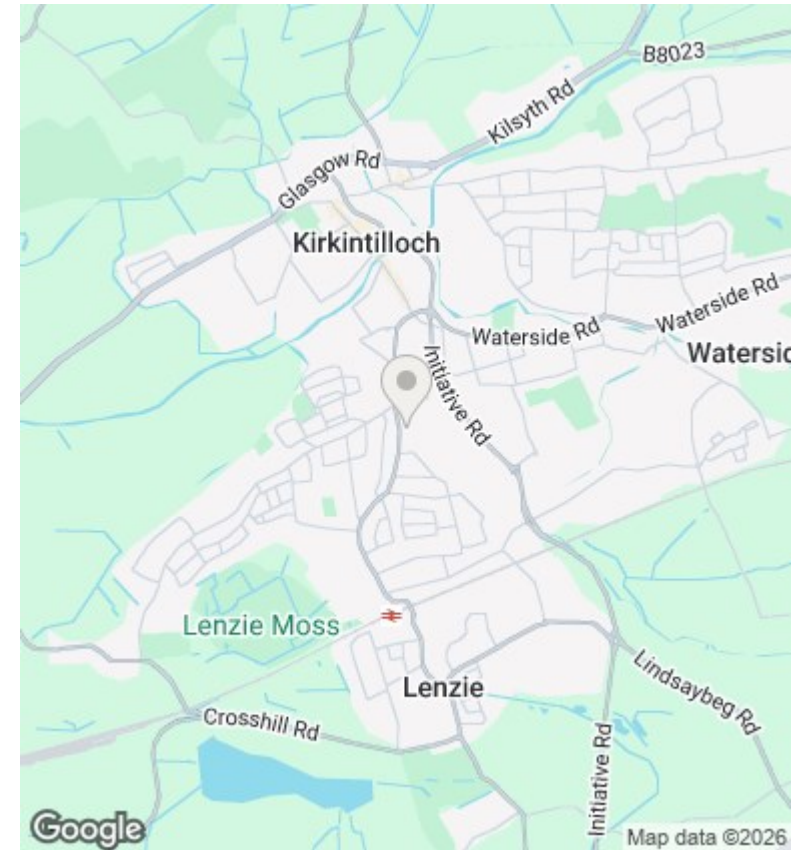 B8023
Kilsyth Rd
Glasgow Rd
Kirkintilloch
Waterside Rd
Waterside Rd
Watersid
Initiative Rd
Lenzie Moss
Lenzie
Lindsaybeg Rd
Crosshill Rd
Initiative Rd
Google
Map data ©2026